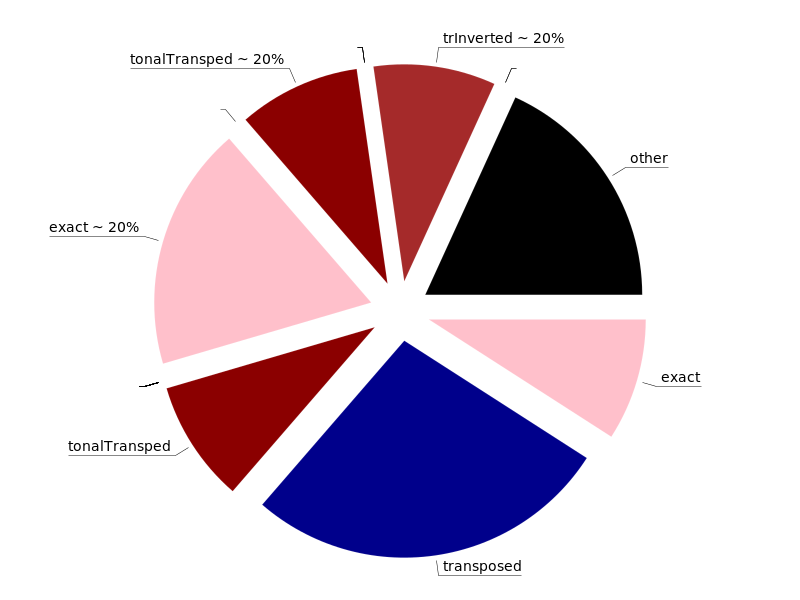 trInverted ~ 20%
tonalTransped ~ 20%
other
exact ~ 20%
exact
tonalTransped
transposed